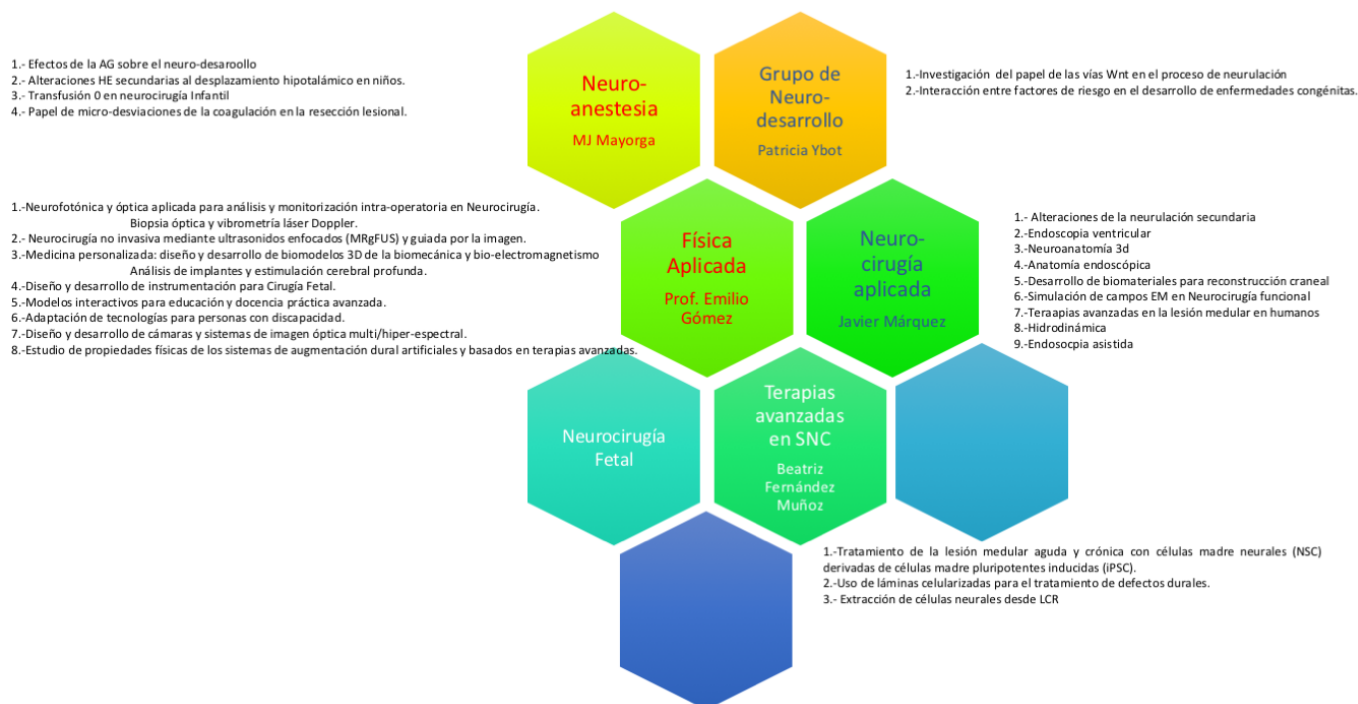 1.- Efectos de la AG sobre el neuro-desaroollo
2.- Alteraciones HE secundarias al desplazamiento hipotalámico en niños.
3.- Transfusión 0 en neurocirugía Infantil
4.- Papel de micro-desviaciones de la coagulación en la resección lesional.
Neuro-
anestesia
MJ Mayorga
Grupo de
Neuro-
desarrollo
Patricia Ybot
1.-Investigación del papel de las vías Wnt en el proceso de neurulación
2.-Interacción entre factores de riesgo en el desarrollo de enfermedades congénitas.
1.-Neurofotónica y óptica aplicada para análisis y monitorización intra-operatoria en Neurocirugía.
Biopsia óptica y vibrometría láser Doppler.
2.- Neurocirugía no invasiva mediante ultrasonidos enfocados (MRgFUS) y guiada por la imagen.
3.-Medicina personalizada: diseño y desarrollo de biomodelos 3D de la biomecánica y bio-electromagnetismo
Análisis de implantes y estimulación cerebral profunda.
4.-Diseño y desarrollo de instrumentación para Cirugía Fetal.
5.-Modelos interactivos para educación y docencia práctica avanzada.
6.-Adaptación de tecnologías para personas con discapacidad.
7.-Diseño y desarrollo de cámaras y sistemas de imagen óptica multi/hiper-espectral.
8.-Estudio de propiedades físicas de los sistemas de augmentación dural artificiales y basados en terapias avanzadas.
Física
Aplicada
Prof. Emilio
Gómez
Neuro-
cirugía
aplicada
Javier Márquez
1.- Alteraciones de la neurulación secundaria
2.-Endoscopia ventricular
3.-Neuroanatomía 3d
4.-Anatomía endoscópica
5.-Desarrollo de biomateriales para reconstrucción craneal
6.-Simulación de campos EM en Neurocirugía funcional
7.-Teraapias avanzadas en la lesión medular en humanos
8.-Hidrodinámica
9.-Endosocpia asistida
Neurocirugía
Fetal
Terapias
avanzadas
en SNC
Beatriz
Fernández
Muñoz
1.-Tratamiento de la lesión medular aguda y crónica con células madre neurales (NSC)
derivadas de células madre pluripotentes inducidas (iPSC).
2.-Uso de láminas celularizadas para el tratamiento de defectos durales.
3.- Extracción de células neurales desde LCR